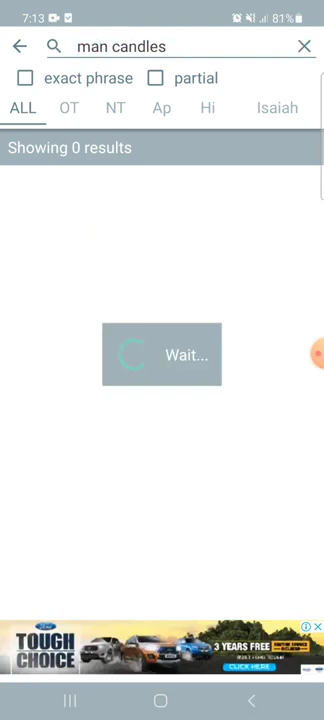 7:13
81%
man candles
exact phrase
partial
ALL OT NT Ap Hi Isaiah
Showing 0 results
Wait...
Ford
TOUGH
CHOICE
3 YEARS FREE
CLICK HERE